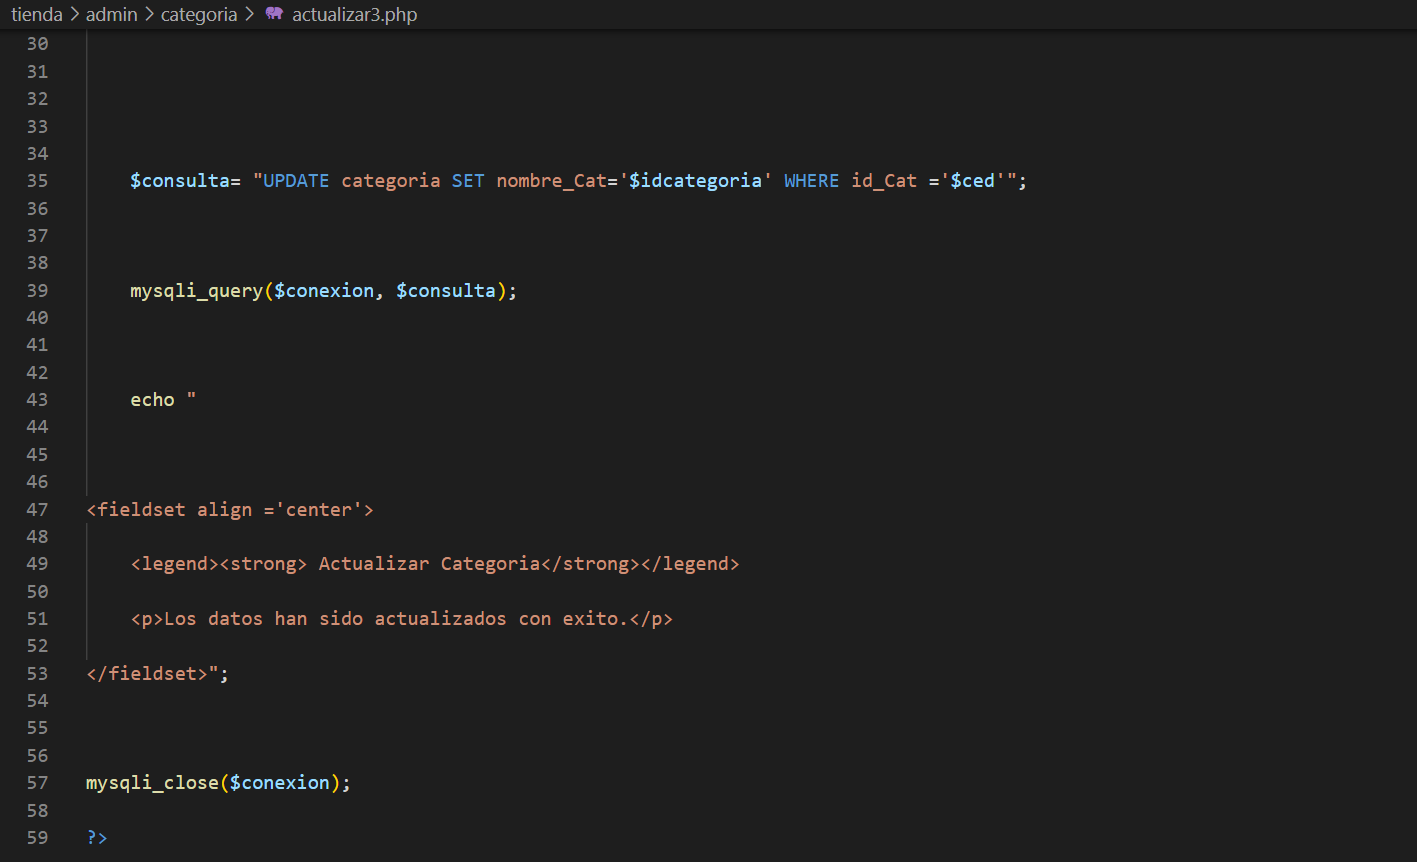 tienda > admin > categoria > actualizar3.php
30
31
32
33
34
35 $consulta= "UPDATE categoria SET nombre_Cat='$idcategoria' WHERE id_Cat ='$ced'";
36
37
38
39 mysqli_query($conexion, $consulta);
40
41
42
43 echo "
44
45
46
47 <fieldset align ='center'>
48
49 <legend><strong> Actualizar Categoria</strong></legend>
50
51 <p>Los datos han sido actualizados con exito.</p>
52
53 </fieldset>";
54
55
56
57 mysqli_close($conexion);
58
59 ?>